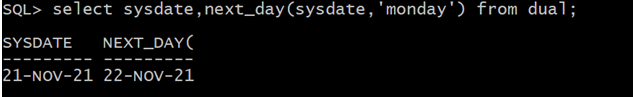 SQL> select sysdate,next_day(sysdate,'monday') from dual;
SYSDATE   NEXT_DAY(
--------- ---------
21-NOV-21 22-NOV-21